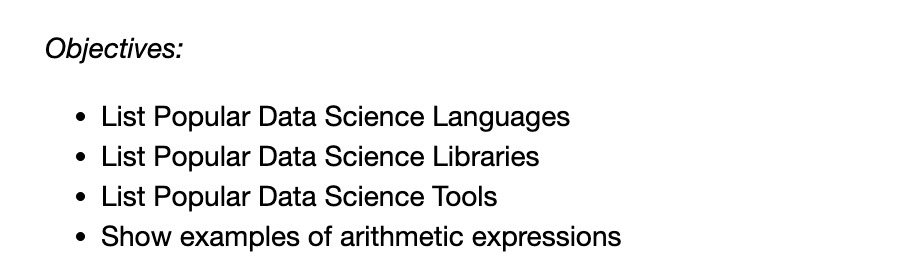 Objectives:
• List Popular Data Science Languages
• List Popular Data Science Libraries
• List Popular Data Science Tools
• Show examples of arithmetic expressions